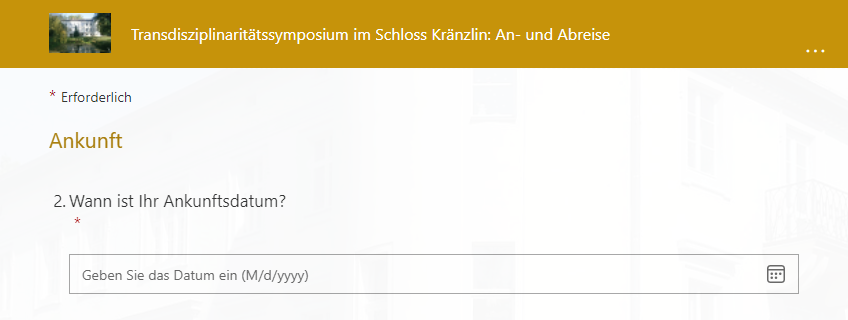 Transdisziplinaritätssymposium im Schloss Kränzlin: An- und Abreise
...
* Erforderlich
Ankunft
2. Wann ist Ihr Ankunftsdatum?
*
Geben Sie das Datum ein (M/d/yyyy)